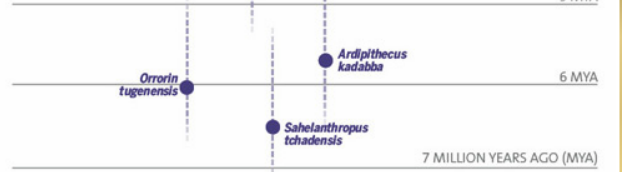 Ardipithecus
kadabba
Orrorin
tugenensis
6 MYA
Sahelanthropus
tchadensis
7 MILLION YEARS AGO (MYA)